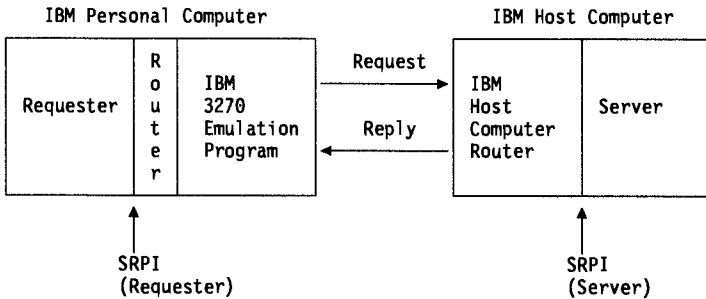 IBM Personal Computer
IBM Host Computer
Requester
Router
IBM
3270
Emulation
Program
Request
Reply
IBM
Host
Computer
Router
Server
SRPI
(Requester)
SRPI
(Server)